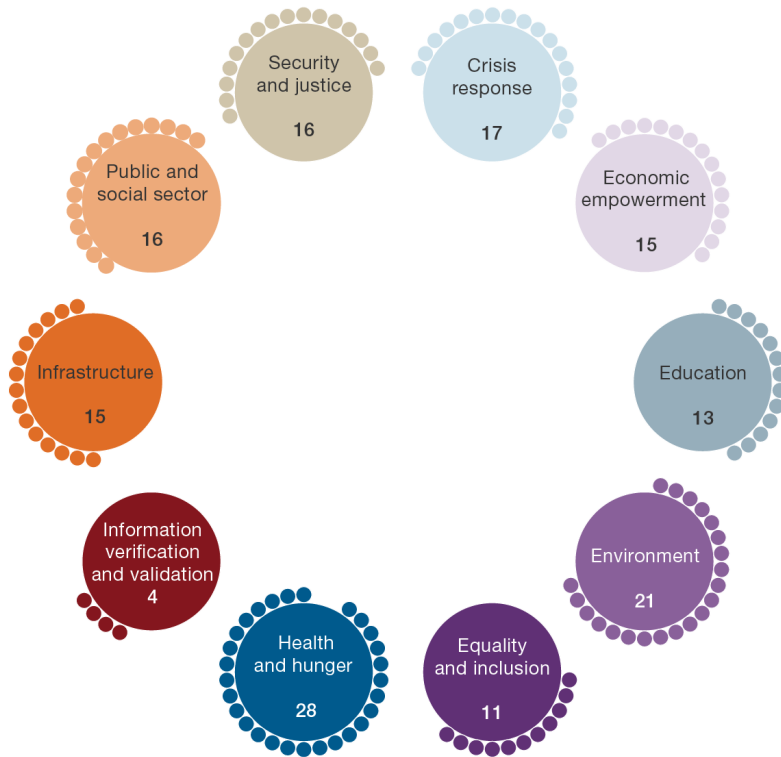 Security
and justice
16
Crisis
response
17
Public and
social sector
16
Economic
empowerment
15
Infrastructure
15
Education
13
Information
verification
and validation
4
Environment
21
Health
and hunger
28
Equality
and inclusion
11